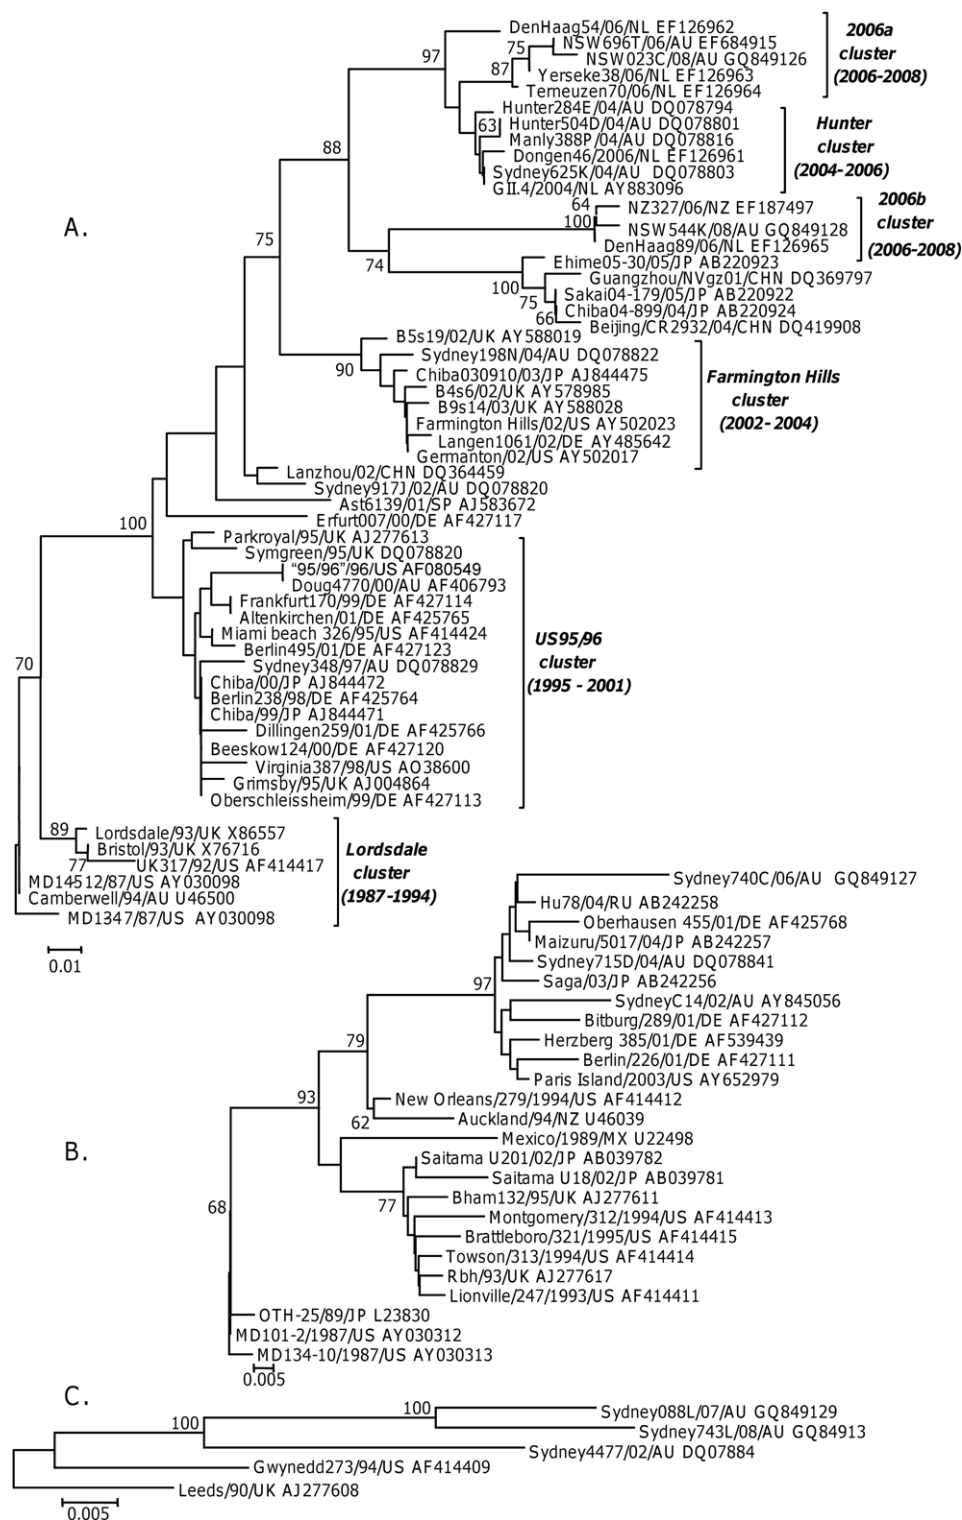 A.
DenHaag54/06/NL EF126962
NSW696T/06/AU EF684915
NSW023C/08/AU GQ849126
Yerseke38/06/NL EF126963
Terneuzen70/06/NL EF126964
2006a
cluster
(2006-2008)
Hunter284E/04/AU DQ078794
Hunter504D/04/AU DQ078801
Manly388P/04/AU DQ078816
Dongen46/2006/NL EF126961
Sydney625K/04/AU DQ078803
GII.4/2004/NL AY883096
Hunter
cluster
(2004-2006)
NZ327/06/NZ EF187497
NSW544K/08/AU GQ849128
DenHaag89/06/NL EF126965
2006b
cluster
(2006-2008)
Ehime05-30/05/JP AB220923
Guangzhou/NVgz01/CHN DQ369797
Sakai04-179/05/JP AB220922
Chiba04-899/04/JP AB220924
Beijing/CR2932/04/CHN DQ419908
B5s19/02/UK AY588019
Sydney198N/04/AU DQ078822
Chiba030910/03/JP AJ844475
B4s6/02/UK AY578985
B9s14/03/UK AY588028
Farmington Hills/02/US AY502023
Langen1061/02/DE AY485642
Germanton/02/US AY502017
Farmington Hills
cluster
(2002-2004)
Lanzhou/02/CHN DQ364459
Sydney917J/02/AU DQ078820
Ast6139/01/SP AJ583672
Erfurt007/00/DE AF427117
Parkroyal/95/UK AJ277613
Symgreen/95/UK DQ078820
"95/96"/96/US AF080549
Doug4770/00/AU AF406793
Frankfurt170/99/DE AF427114
Altenkirchen/01/DE AF425765
Miami beach 326/95/US AF414424
Berlin495/01/DE AF427123
Sydney348/97/AU DQ078829
Chiba/00/JP AJ844472
Berlin238/98/DE AF425764
Chiba/99/JP AJ844471
Dillingen259/01/DE AF425766
Beeskow124/00/DE AF427120
Virginia387/98/US AO38600
Grimsby/95/UK AJ004864
Oberschleissheim/99/DE AF427113
US95/96
cluster
(1995 - 2001)
Lordsdale/93/UK X86557
Bristol/93/UK X76716
UK317/92/US AF414417
MD14512/87/US AY030098
Camberwell/94/AU U46500
MD1347/87/US AY030098
Lordsdale
cluster
(1987-1994)
97
75
87
63
88
64
100
74
100
75
66
75
90
100
70
89
77
0.01
B.
Sydney740C/06/AU GQ849127
Hu78/04/RU AB242258
Oberhausen 455/01/DE AF425768
Maizuru/5017/04/JP AB242257
Sydney715D/04/AU DQ078841
Saga/03/JP AB242256
SydneyC14/02/AU AY845056
Bitburg/289/01/DE AF427112
Herzberg 385/01/DE AF539439
Berlin/226/01/DE AF427111
Paris Island/2003/US AY652979
New Orleans/279/1994/US AF414412
Auckland/94/NZ U46039
Mexico/1989/MX U22498
Saitama U201/02/JP AB039782
Saitama U18/02/JP AB039781
Bham132/95/UK AJ277611
Montgomery/312/1994/US AF414413
Brattleboro/321/1995/US AF414415
Towson/313/1994/US AF414414
Rbh/93/UK AJ277617
Lionville/247/1993/US AF414411
OTH-25/89/JP L23830
MD101-2/1987/US AY030312
MD134-10/1987/US AY030313
97
79
93
62
77
68
0.005
C.
Sydney088L/07/AU GQ849129
Sydney743L/08/AU GQ84913
Sydney4477/02/AU DQ07884
Gwynedd273/94/US AF414409
Leeds/90/UK AJ277608
100
100
0.005